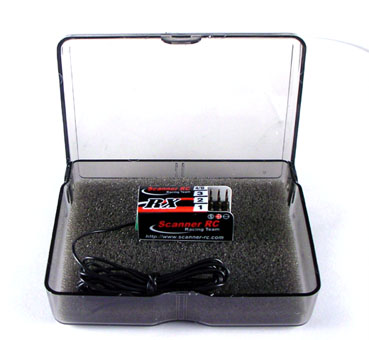 Scanner RC
Racing Team
RX
3
2
1
Scanner RC
Racing Team
http://www.scanner-rc.com